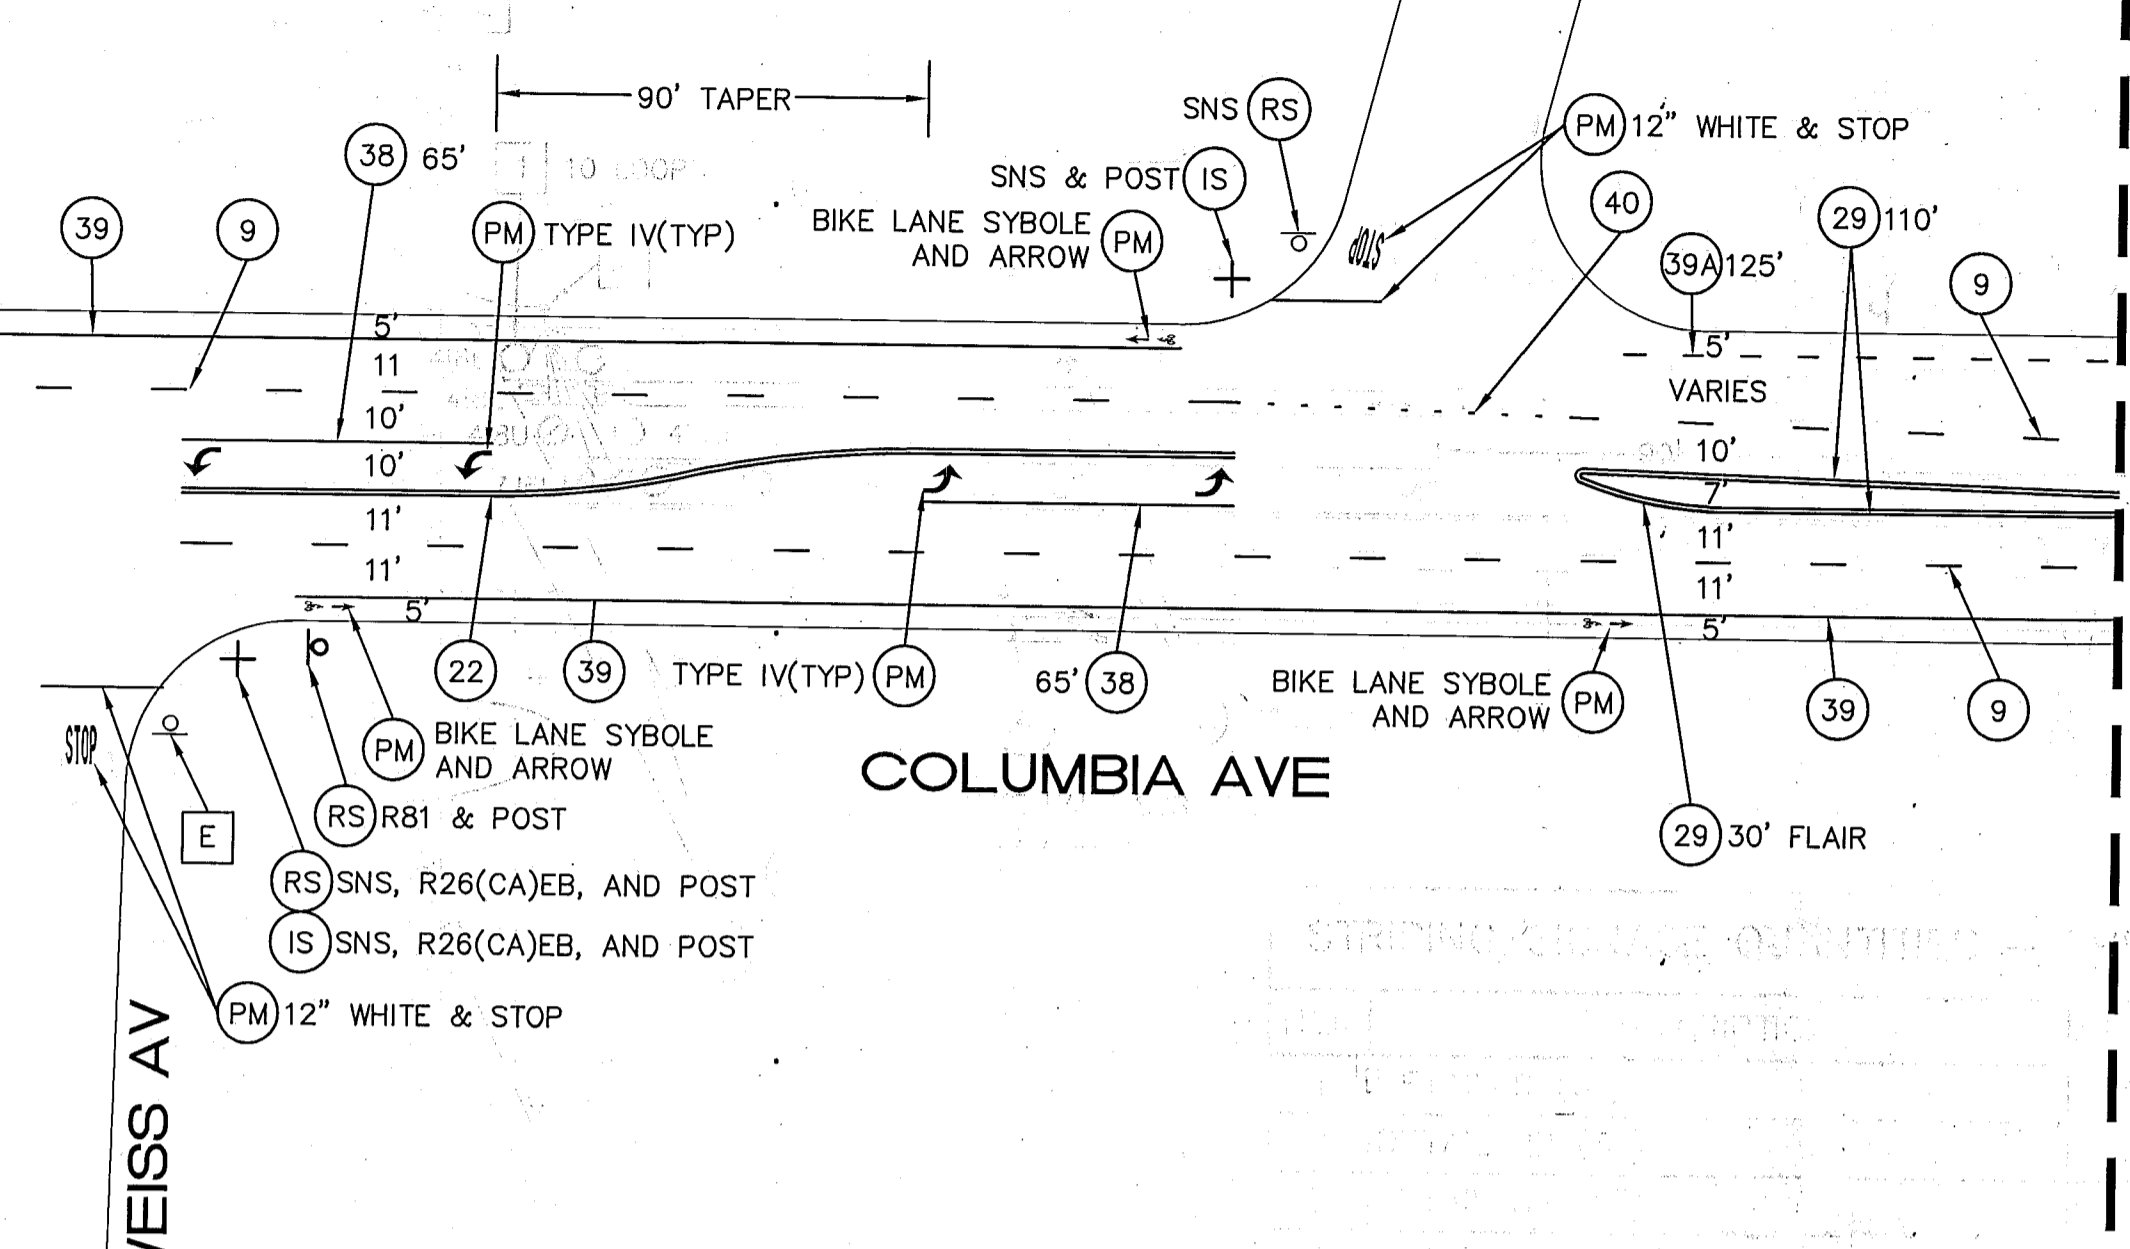 90' TAPER
SNS RS
PM 12" WHITE & STOP
38 65'
10 LOOP
SNS & POST IS
39
9
PM TYPE IV(TYP)
BIKE LANE SYBOLE
AND ARROW PM
STOP
40
29 110'
39A 125'
9
5'
11
10'
10'
11'
11'
5'
5'
VARIES
10'
7'
11'
11'
5'
22
39
TYPE IV(TYP) PM
65' 38
BIKE LANE SYBOLE
AND ARROW PM
39
9
STOP
PM BIKE LANE SYBOLE
AND ARROW
COLUMBIA AVE
E
RS R81 & POST
29 30' FLAIR
RS SNS, R26(CA)EB, AND POST
IS SNS, R26(CA)EB, AND POST
PM 12" WHITE & STOP
EISS AV